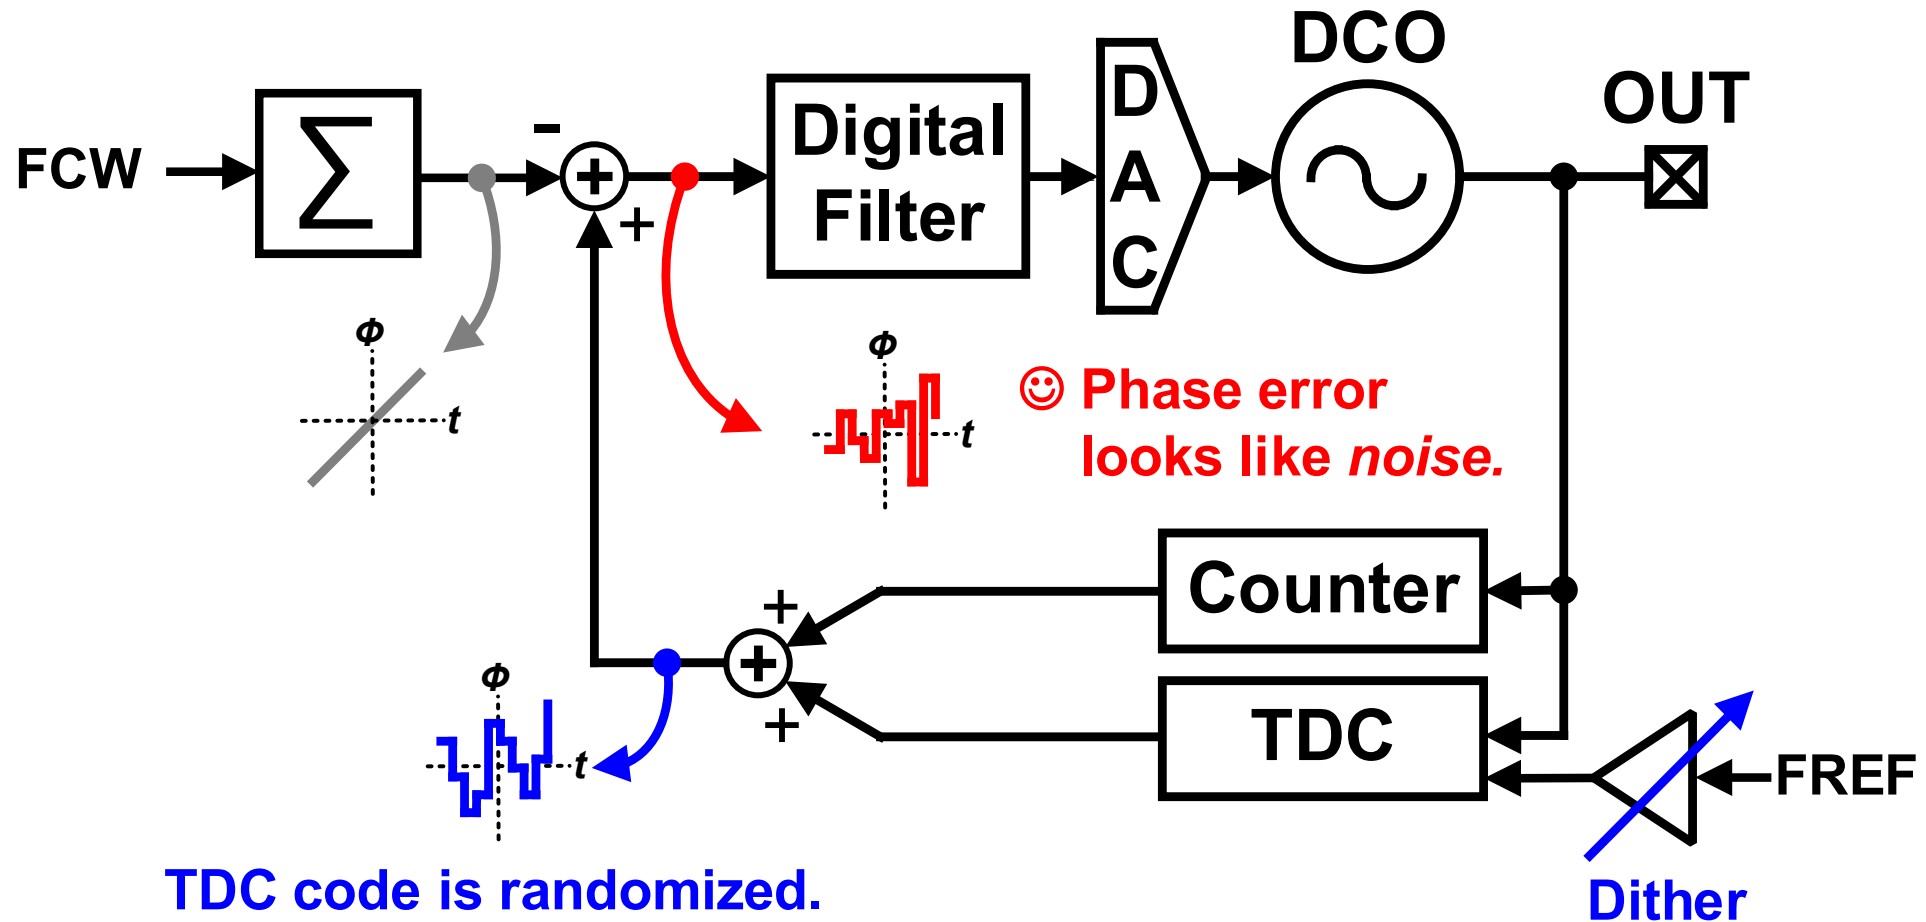 DCO
OUT
FCW
∑
-
+
+
Digital
Filter
D
A
C
Φ
t
Φ
t
☺ Phase error
looks like noise.
Counter
+
+
+
TDC
Φ
t
FREF
TDC code is randomized.
Dither